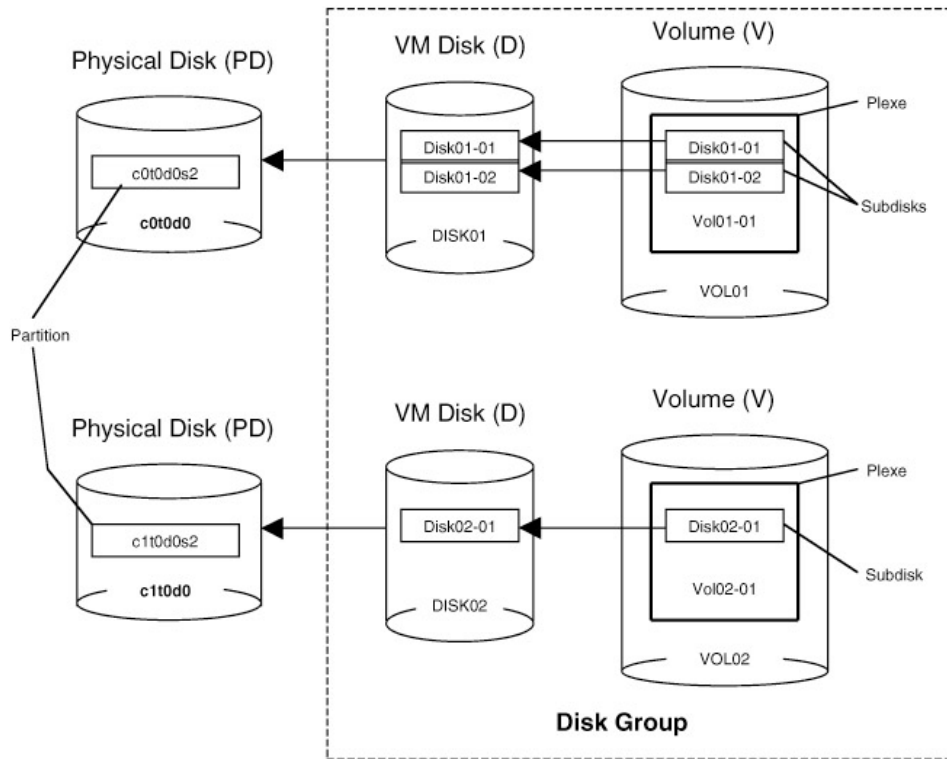 Physical Disk (PD)
VM Disk (D)
Volume (V)
Plexe
c0t0d0s2
c0t0d0
Disk01-01
Disk01-02
DISK01
Disk01-01
Disk01-02
Vol01-01
VOL01
Subdisks
Partition
Physical Disk (PD)
VM Disk (D)
Volume (V)
Plexe
c1t0d0s2
c1t0d0
Disk02-01
DISK02
Disk02-01
Vol02-01
VOL02
Subdisk
Disk Group